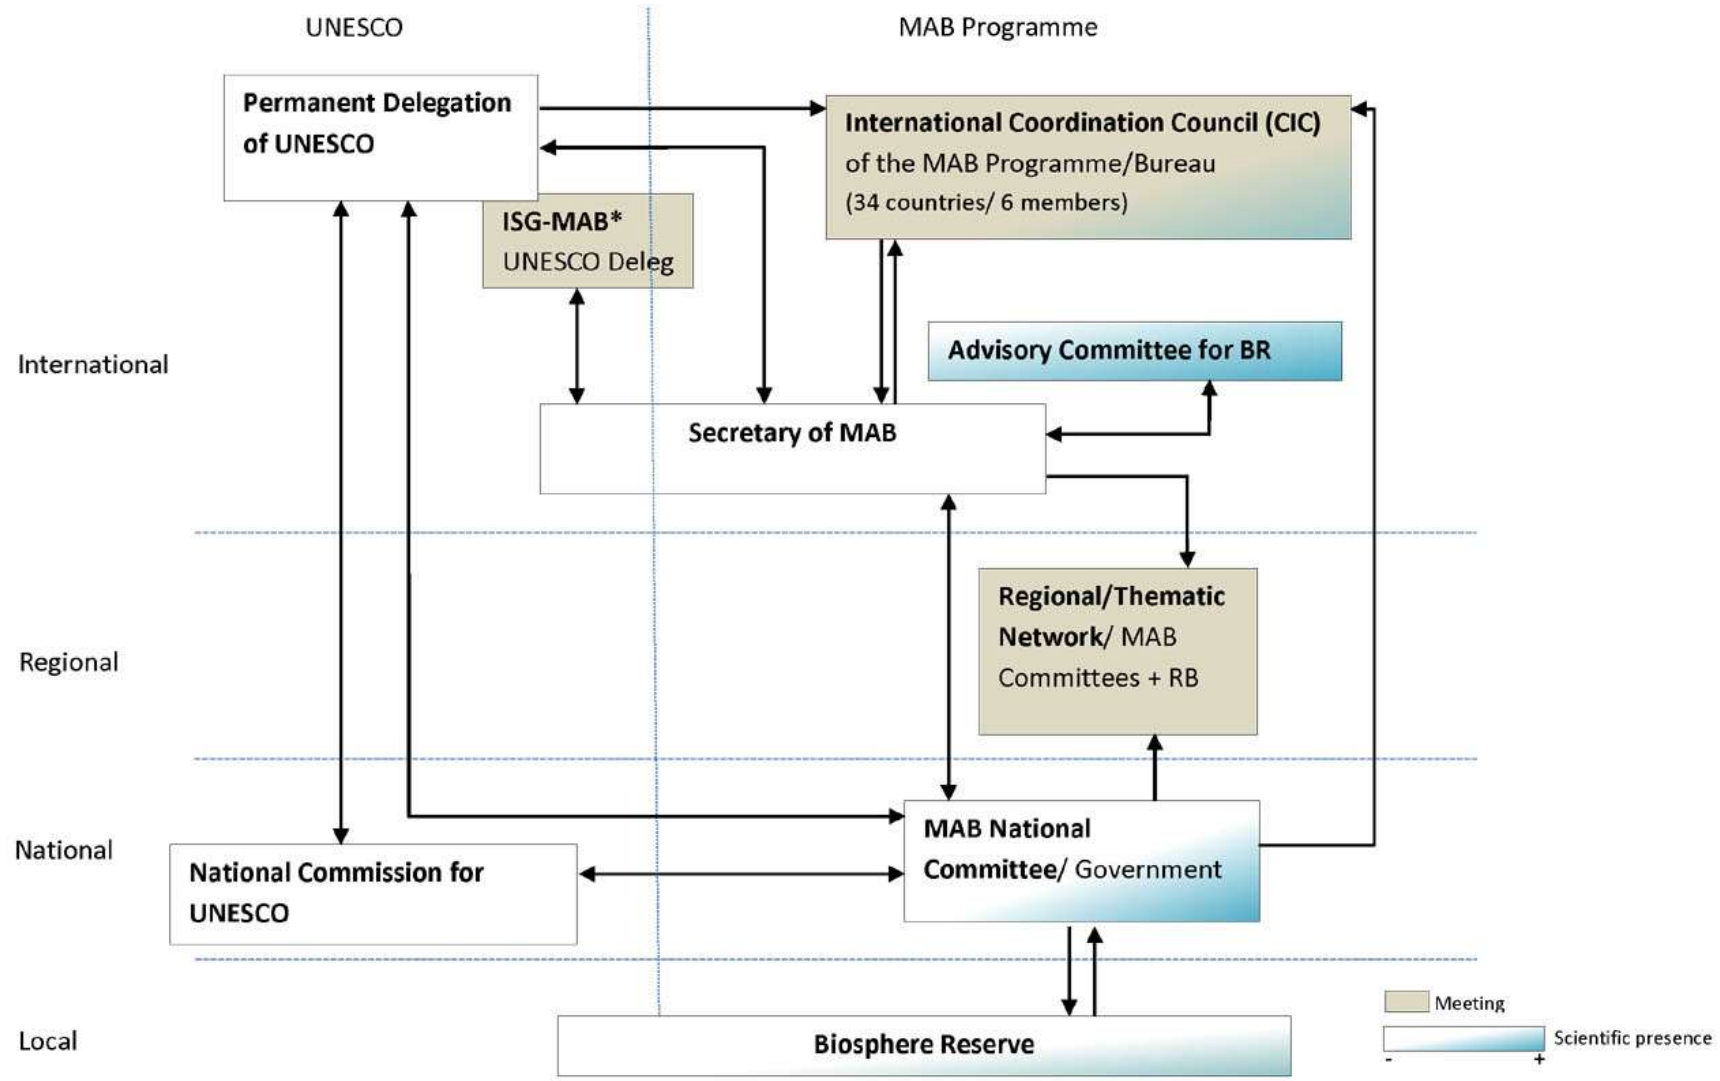 UNESCO
MAB Programme
Permanent Delegation
of UNESCO
International Coordination Council (CIC)
of the MAB Programme/Bureau
(34 countries/ 6 members)
ISG-MAB*
UNESCO Deleg
International
Advisory Committee for BR
Secretary of MAB
Regional/Thematic
Network/ MAB
Committees + RB
Regional
MAB National
Committee/ Government
National
National Commission for
UNESCO
Meeting
Scientific presence
- +
Local
Biosphere Reserve